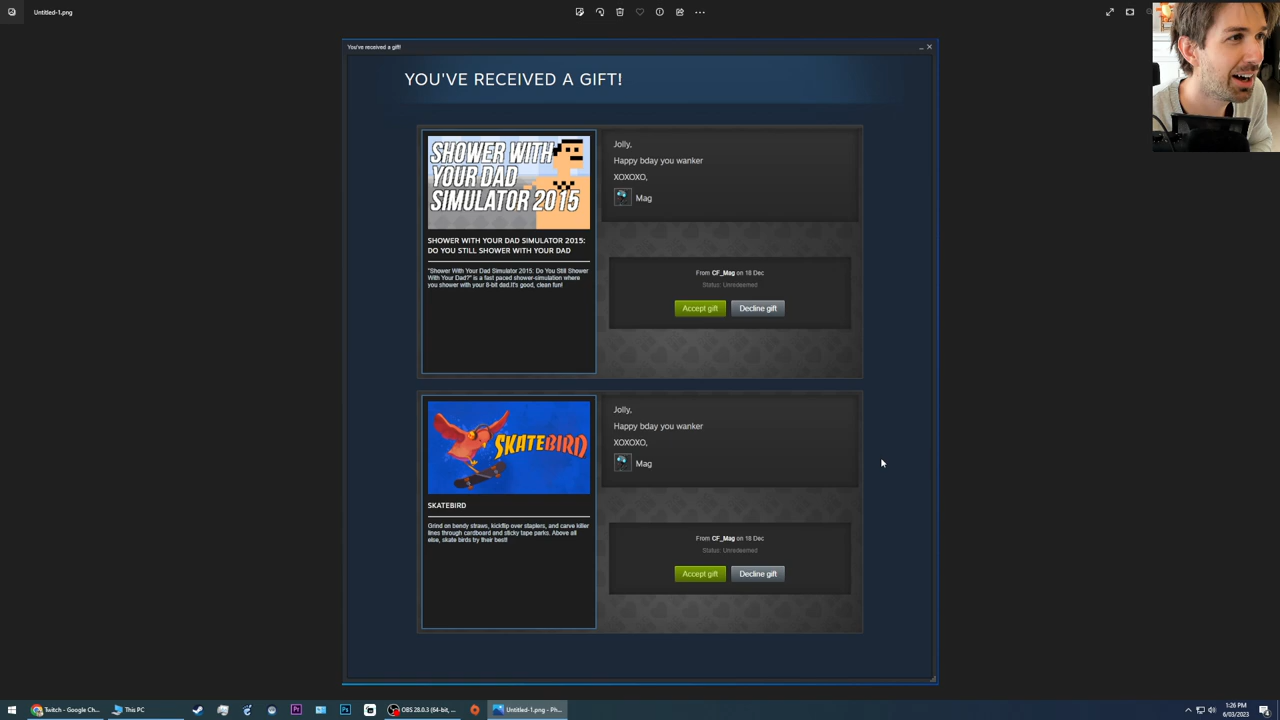 Untitled-1.png
You've received a gift!
YOU'VE RECEIVED A GIFT!
SHOWER WITH
YOUR DAD
SIMULATOR 2015
SHOWER WITH YOUR DAD SIMULATOR 2015:
DO YOU STILL SHOWER WITH YOUR DAD
"Shower With Your Dad Simulator 2015: Do You Still Shower
With Your Dad?" is a fast paced shower-simulation where
you shower with your 8-bit dad.It's good, clean fun!
Jolly,
Happy bday you wanker
XOXOXO,
Mag
From CF_Mag on 18 Dec
Status: Unredeemed
Accept gift
Decline gift
SKATEBIRD
SKATEBIRD
Grind on bendy straws, kickflip over staplers, and carve killer
lines through cardboard and sticky tape parks. Above all
else, skate birds try their best!
Jolly,
Happy bday you wanker
XOXOXO,
Mag
From CF_Mag on 18 Dec
Status: Unredeemed
Accept gift
Decline gift
Twitch - Google Ch...
This PC
OBS 28.0.3 (64-bit, ...
Untitled-1.png - Ph...
1:26 PM
6/03/2023